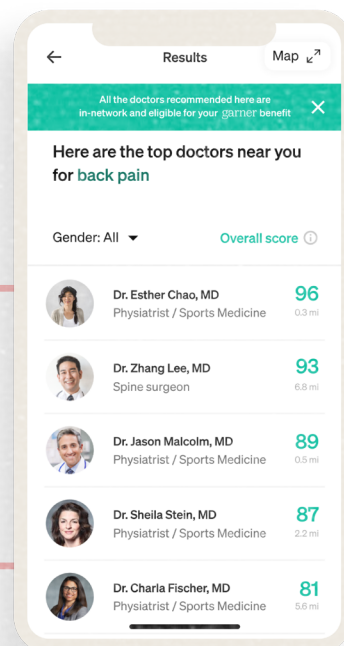 Results
Map
All the doctors recommended here are
in-network and eligible for your garner benefit
Here are the top doctors near you
for back pain
Gender: All
Overall score
Dr. Esther Chao, MD
96
Physiatrist / Sports Medicine
0.3 mi
Dr. Zhang Lee, MD
93
Spine surgeon
6.8 mi
Dr. Jason Malcolm, MD
89
Physiatrist / Sports Medicine
0.5 mi
Dr. Sheila Stein, MD
87
Physiatrist / Sports Medicine
2.2 mi
Dr. Charla Fischer, MD
81
Physiatrist / Sports Medicine
5.6 mi